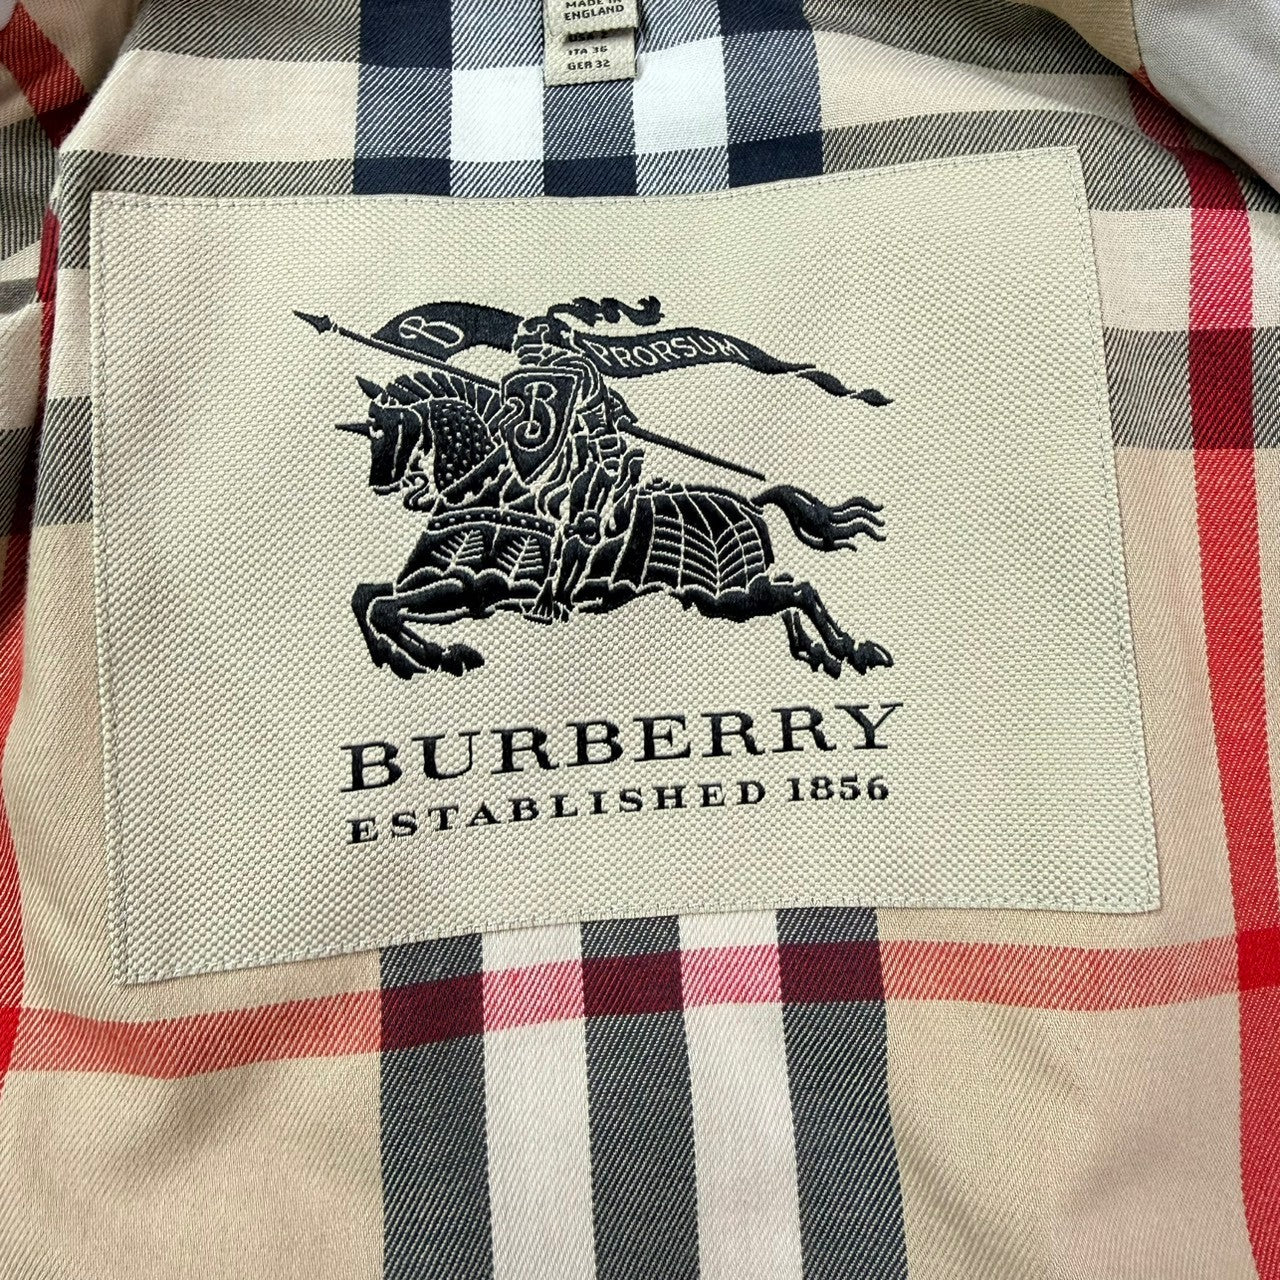 MADE IN
ENGLAND
ITA 36
GER 32
B PRORSUM
B
BURBERRY
ESTABLISHED 1856